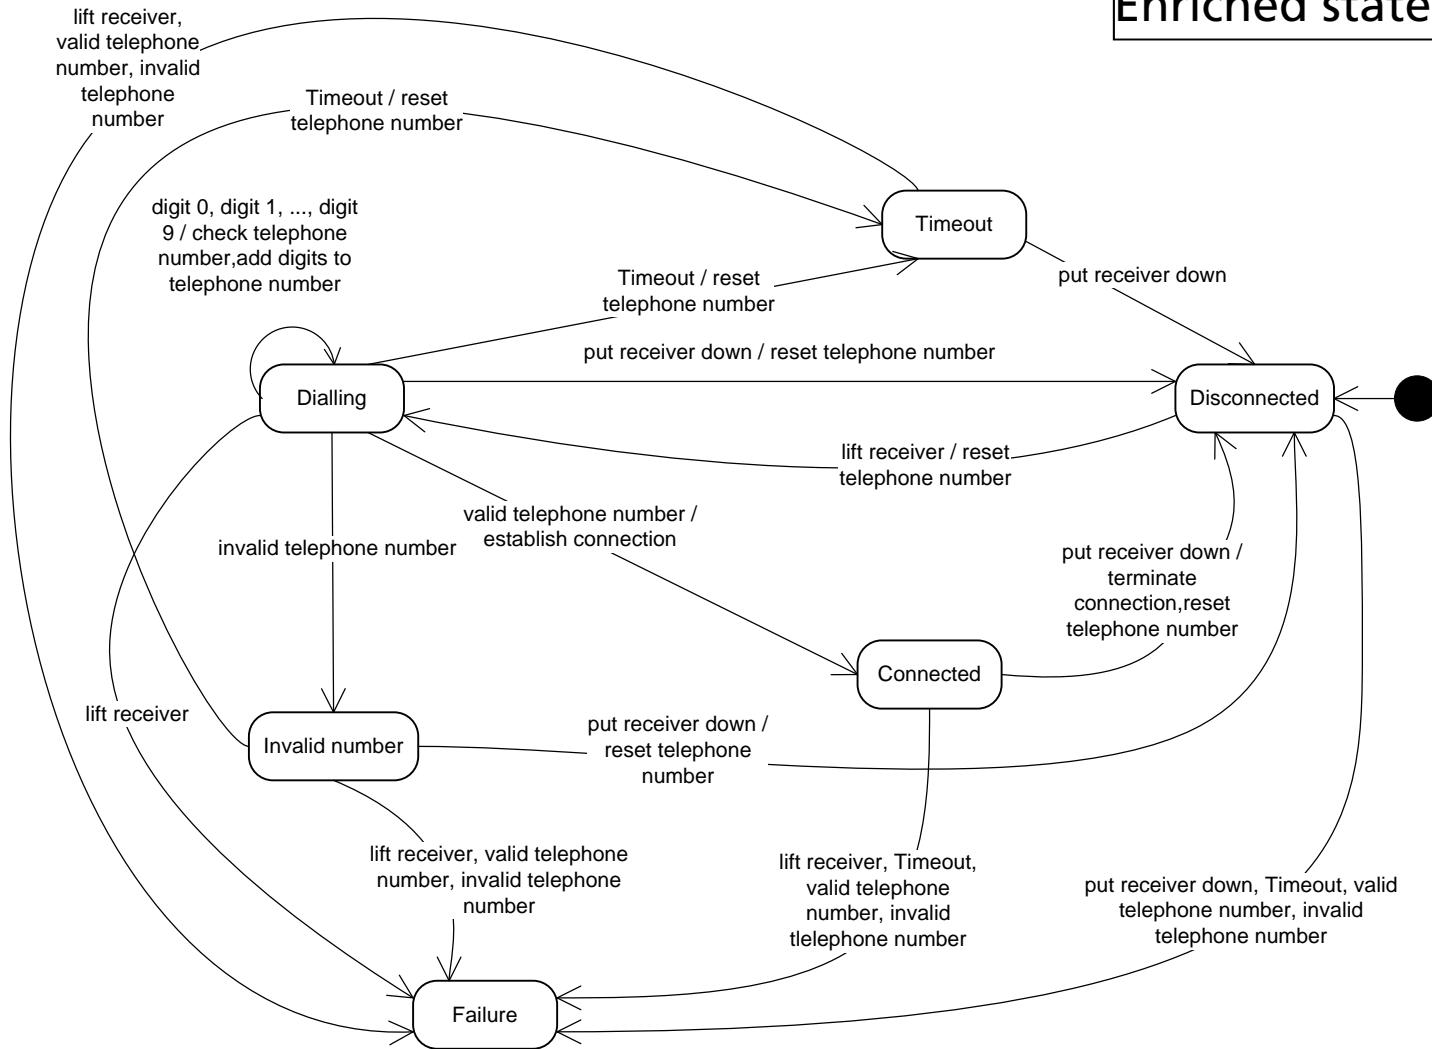 Enriched state
lift receiver,
valid telephone
number, invalid
telephone
number
Timeout / reset
telephone number
digit 0, digit 1, ..., digit
9 / check telephone
number,add digits to
telephone number
Timeout
Timeout / reset
telephone number
put receiver down
put receiver down / reset telephone number
Dialling
Disconnected
lift receiver / reset
telephone number
valid telephone number /
establish connection
invalid telephone number
put receiver down /
terminate
connection,reset
telephone number
Connected
lift receiver
Invalid number
put receiver down /
reset telephone
number
lift receiver, valid telephone
number, invalid telephone
number
lift receiver, Timeout,
valid telephone
number, invalid
tlelephone number
put receiver down, Timeout, valid
telephone number, invalid
telephone number
Failure